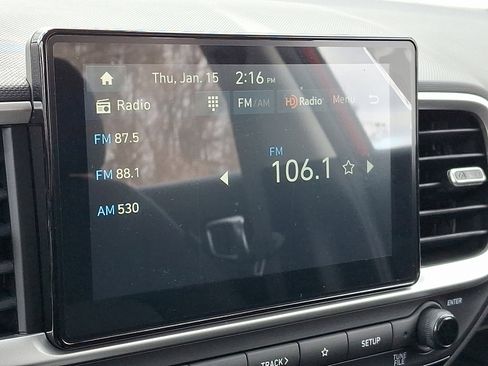 Thu, Jan. 15 2:16 PM
Radio FM/AM HD Radio Menu
FM 87.5
FM 88.1
AM 530
FM
106.1
ENTER
TRACK SETUP
TUNE
FILE